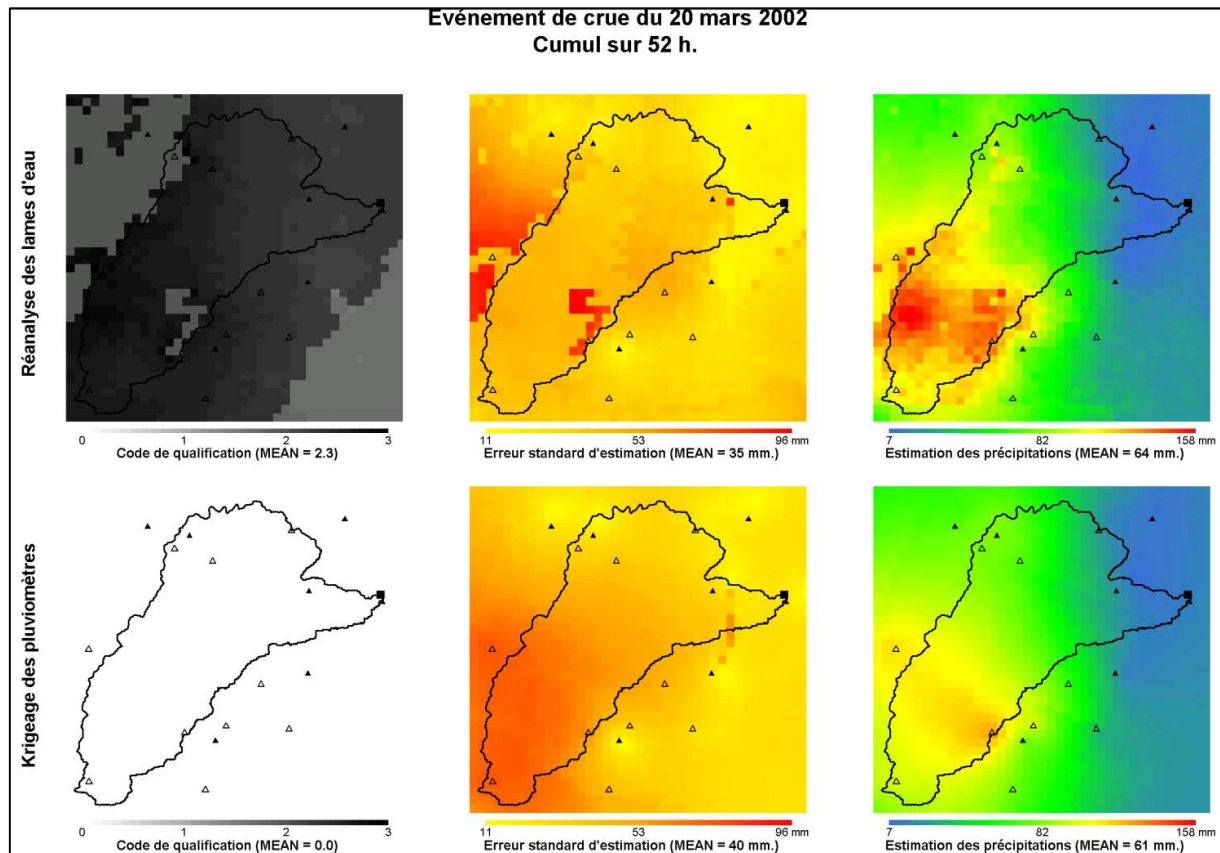 Evénement de crue du 20 mars 2002
Cumul sur 52 h.
Réanalyse des lames d'eau
0 1 2 3
Code de qualification (MEAN = 2.3)
11 53 96 mm
Erreur standard d'estimation (MEAN = 35 mm.)
7 82 158 mm
Estimation des précipitations (MEAN = 64 mm.)
Krigeage des pluviomètres
0 1 2 3
Code de qualification (MEAN = 0.0)
11 53 96 mm
Erreur standard d'estimation (MEAN = 40 mm.)
7 82 158 mm
Estimation des précipitations (MEAN = 61 mm.)